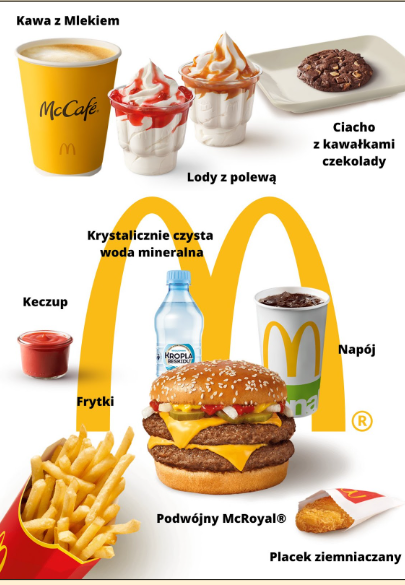 Kawa z Mlekiem
McCafé
Lody z polewą
Ciacho
z kawałkami
czekolady
Krystalicznie czysta
woda mineralna
KROPLA
BESKIDU
Keczup
Napój
Frytki
®
Podwójny McRoyal®
Placek ziemniaczany